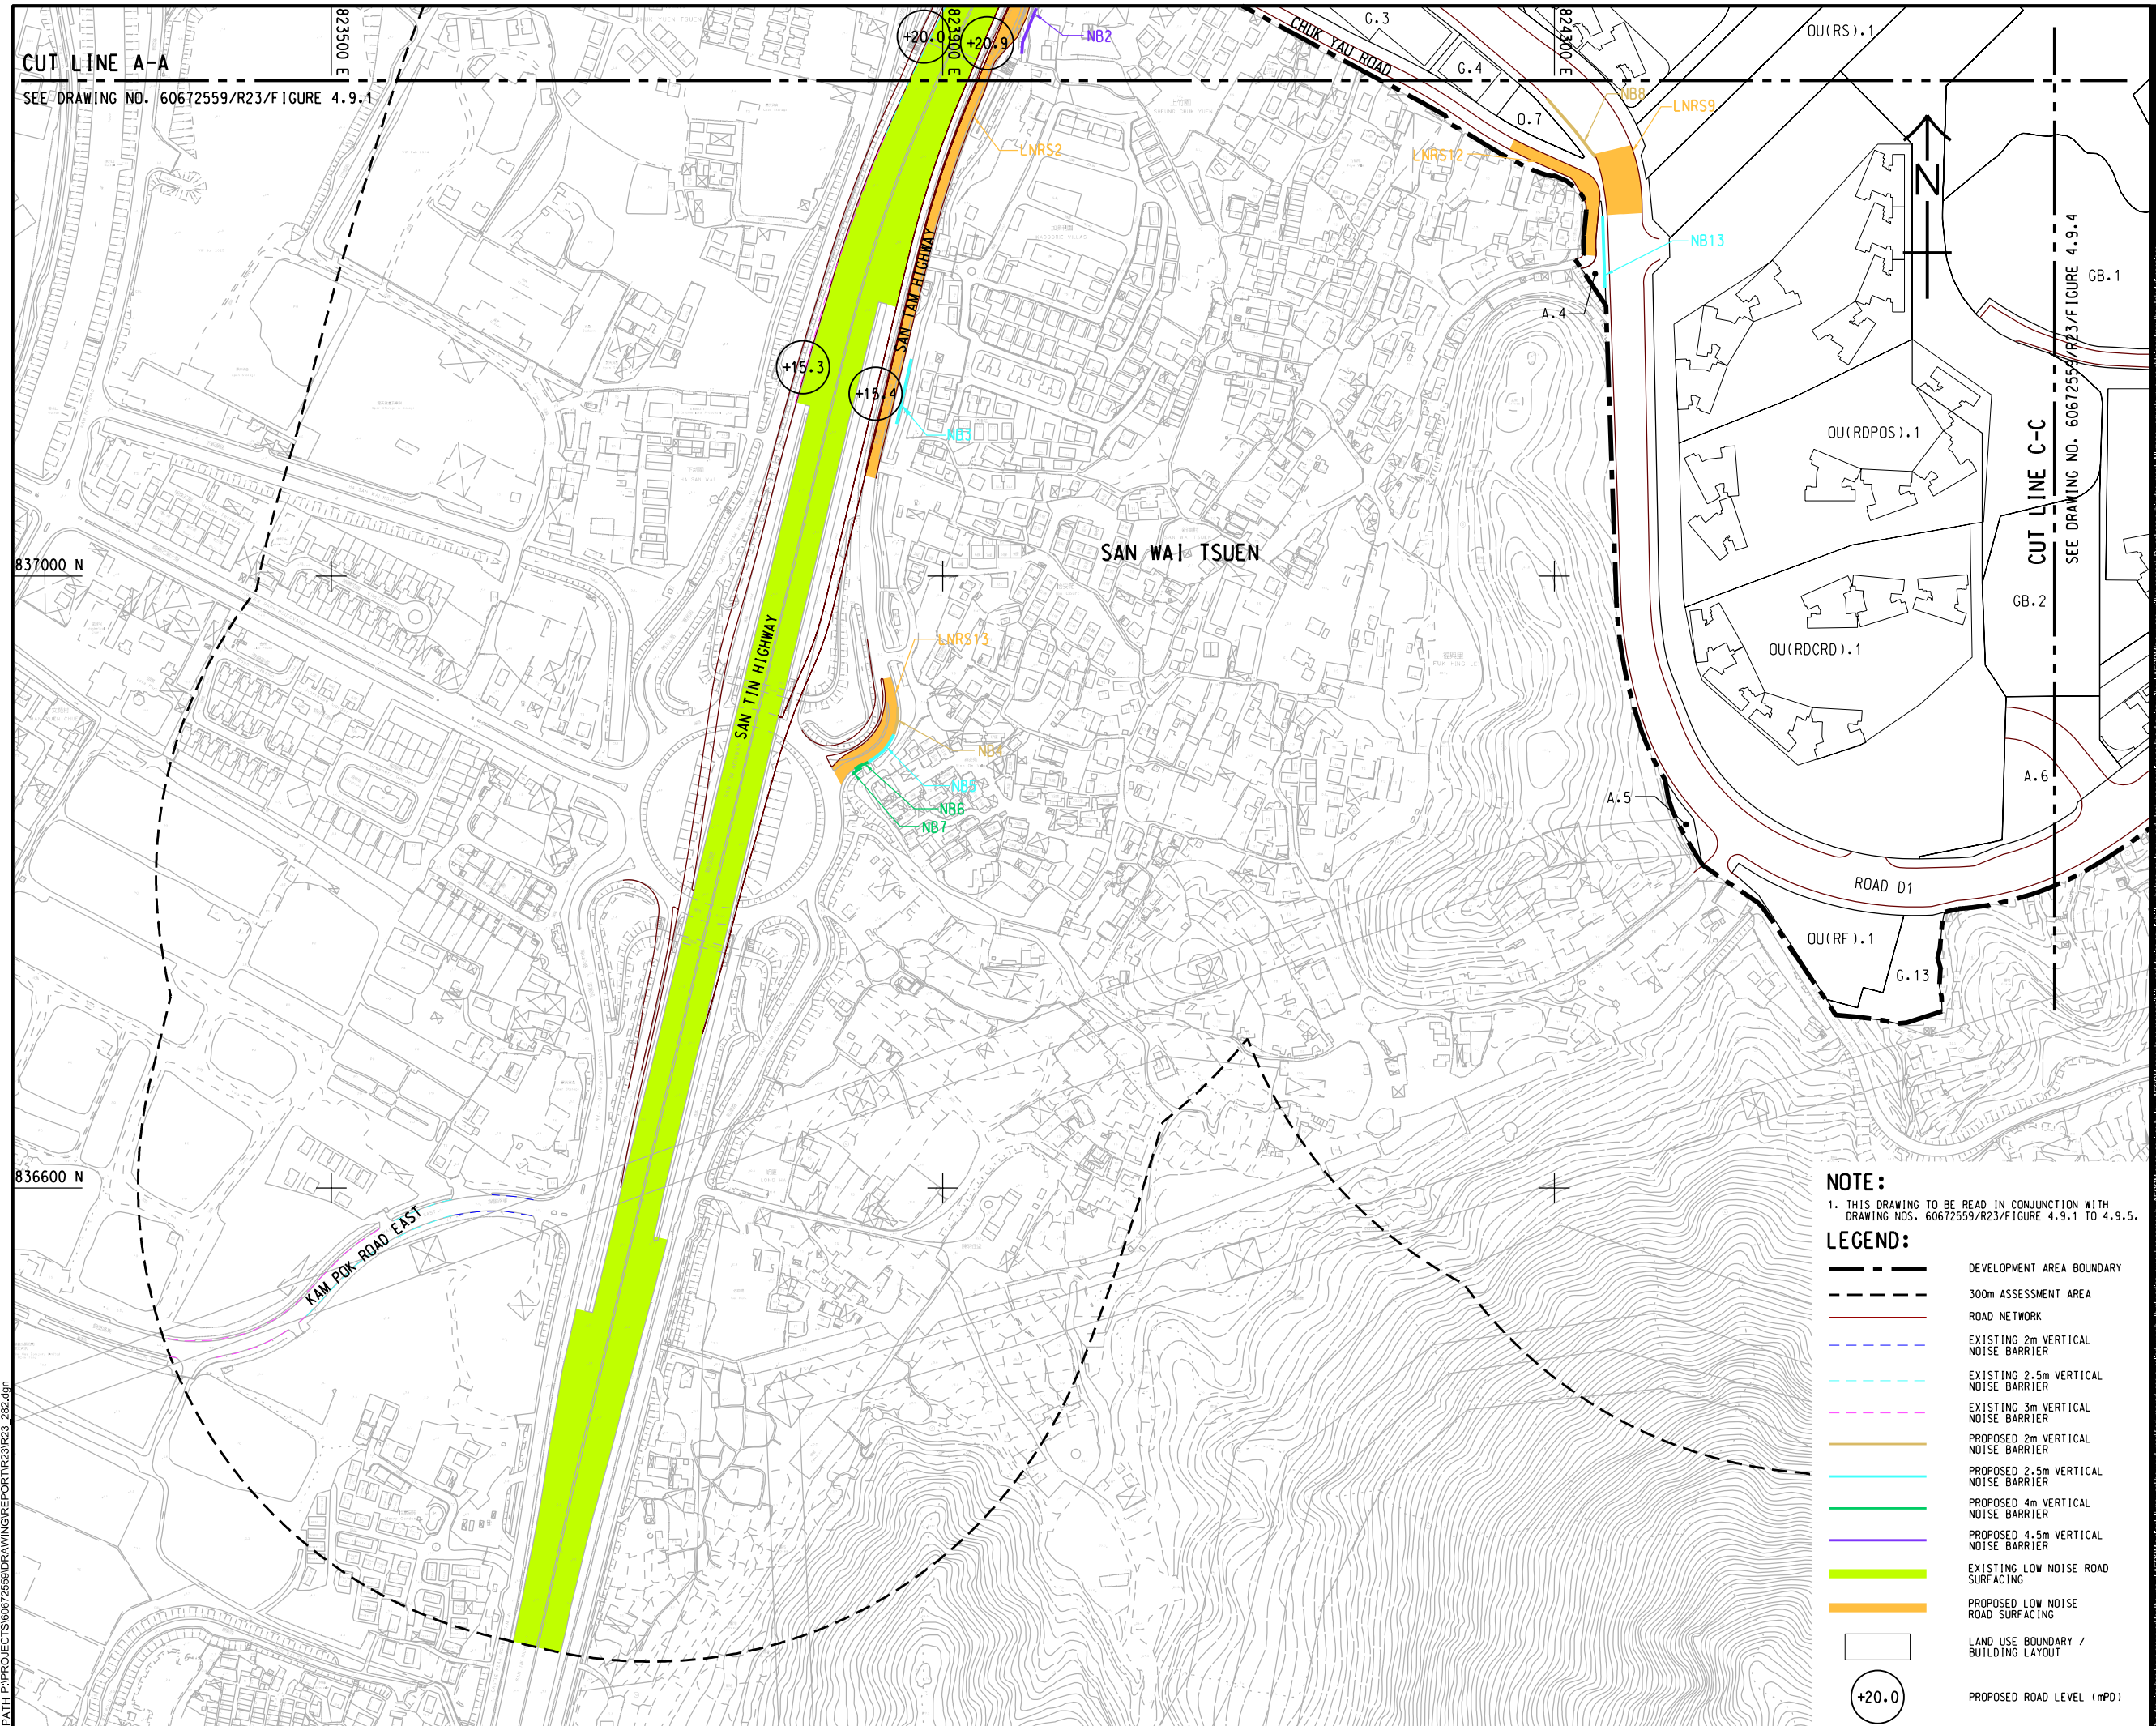 CUT LINE A-A
SEE DRAWING NO. 60672559/R23/FIGURE 4.9.1
823500 E
823900 E
824300 E
+20.0
+20.9
NB2
CHUK YAU ROAD
G.3
G.4
O.7
OU(RS).1
NB8
LNRS9
LNRS2
LNRS12
N
NB13
GB.1
A.4
SAN TAM HIGHWAY
+15.3
+15.4
NB3
OU(RDPOS).1
CUT LINE C-C
SEE DRAWING NO. 60672559/R23/FIGURE 4.9.4
837000 N
SAN WAI TSUEN
GB.2
SAN TIN HIGHWAY
LNRS13
OU(RDCRD).1
NB4
NB5
NB6
NB7
A.6
A.5
ROAD D1
OU(RF).1
G.13
836600 N
KAM POK ROAD EAST
NOTE:
1. THIS DRAWING TO BE READ IN CONJUNCTION WITH
DRAWING NOS. 60672559/R23/FIGURE 4.9.1 TO 4.9.5.
LEGEND:
DEVELOPMENT AREA BOUNDARY
300m ASSESSMENT AREA
ROAD NETWORK
EXISTING 2m VERTICAL
NOISE BARRIER
EXISTING 2.5m VERTICAL
NOISE BARRIER
EXISTING 3m VERTICAL
NOISE BARRIER
PROPOSED 2m VERTICAL
NOISE BARRIER
PROPOSED 2.5m VERTICAL
NOISE BARRIER
PROPOSED 4m VERTICAL
NOISE BARRIER
PROPOSED 4.5m VERTICAL
NOISE BARRIER
EXISTING LOW NOISE ROAD
SURFACING
PROPOSED LOW NOISE
ROAD SURFACING
LAND USE BOUNDARY /
BUILDING LAYOUT
+20.0
PROPOSED ROAD LEVEL (mPD)
PATH P:\PROJECTS\60672559\DRAWING\REPORT\R23\R23_282.dgn